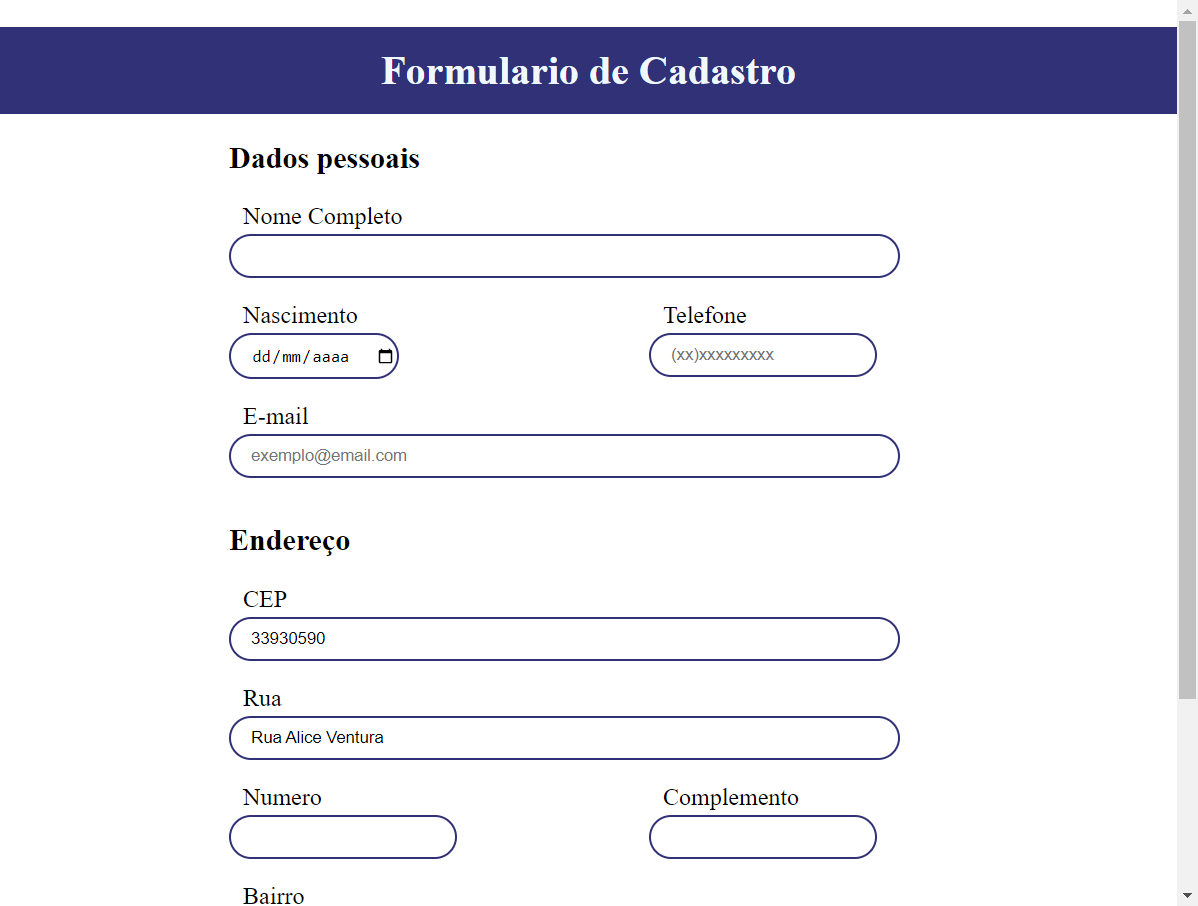 Formulario de Cadastro
Dados pessoais
Nome Completo
Nascimento Telefone
dd/mm/aaaa (xx)xxxxxxxxx
E-mail
exemplo@email.com
Endereço
CEP
33930590
Rua
Rua Alice Ventura
Numero Complemento
Bairro